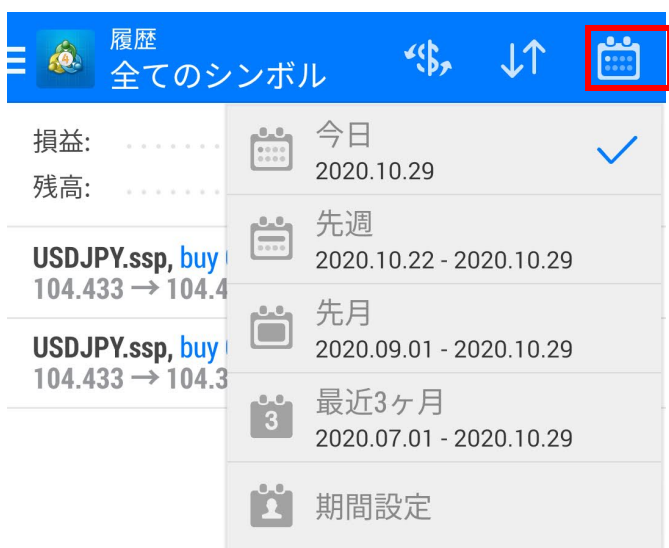 履歴
全てのシンボル
損益:
残高:
USDJPY.ssp, buy
104.433 → 104.4
USDJPY.ssp, buy
104.433 → 104.3
今日
2020.10.29
先週
2020.10.22 - 2020.10.29
先月
2020.09.01 - 2020.10.29
3
最近3ヶ月
2020.07.01 - 2020.10.29
期間設定